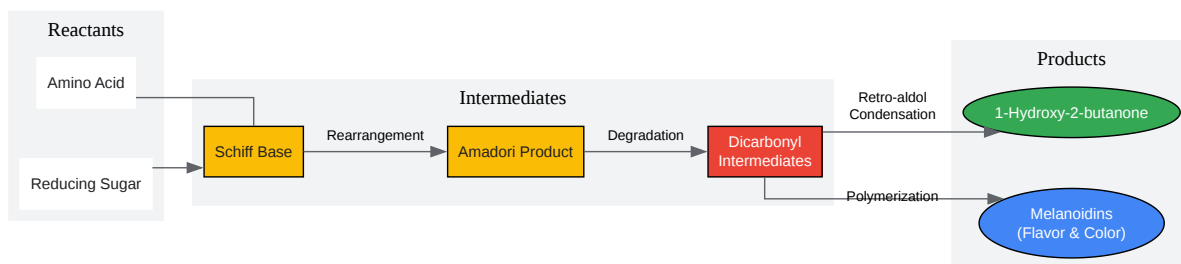 Reactants
Amino Acid
Reducing Sugar
Intermediates
Schiff Base
Rearrangement
Amadori Product
Degradation
Dicarbonyl
Intermediates
Retro-aldol
Condensation
Polymerization
Products
1-Hydroxy-2-butanone
Melanoidins
(Flavor & Color)